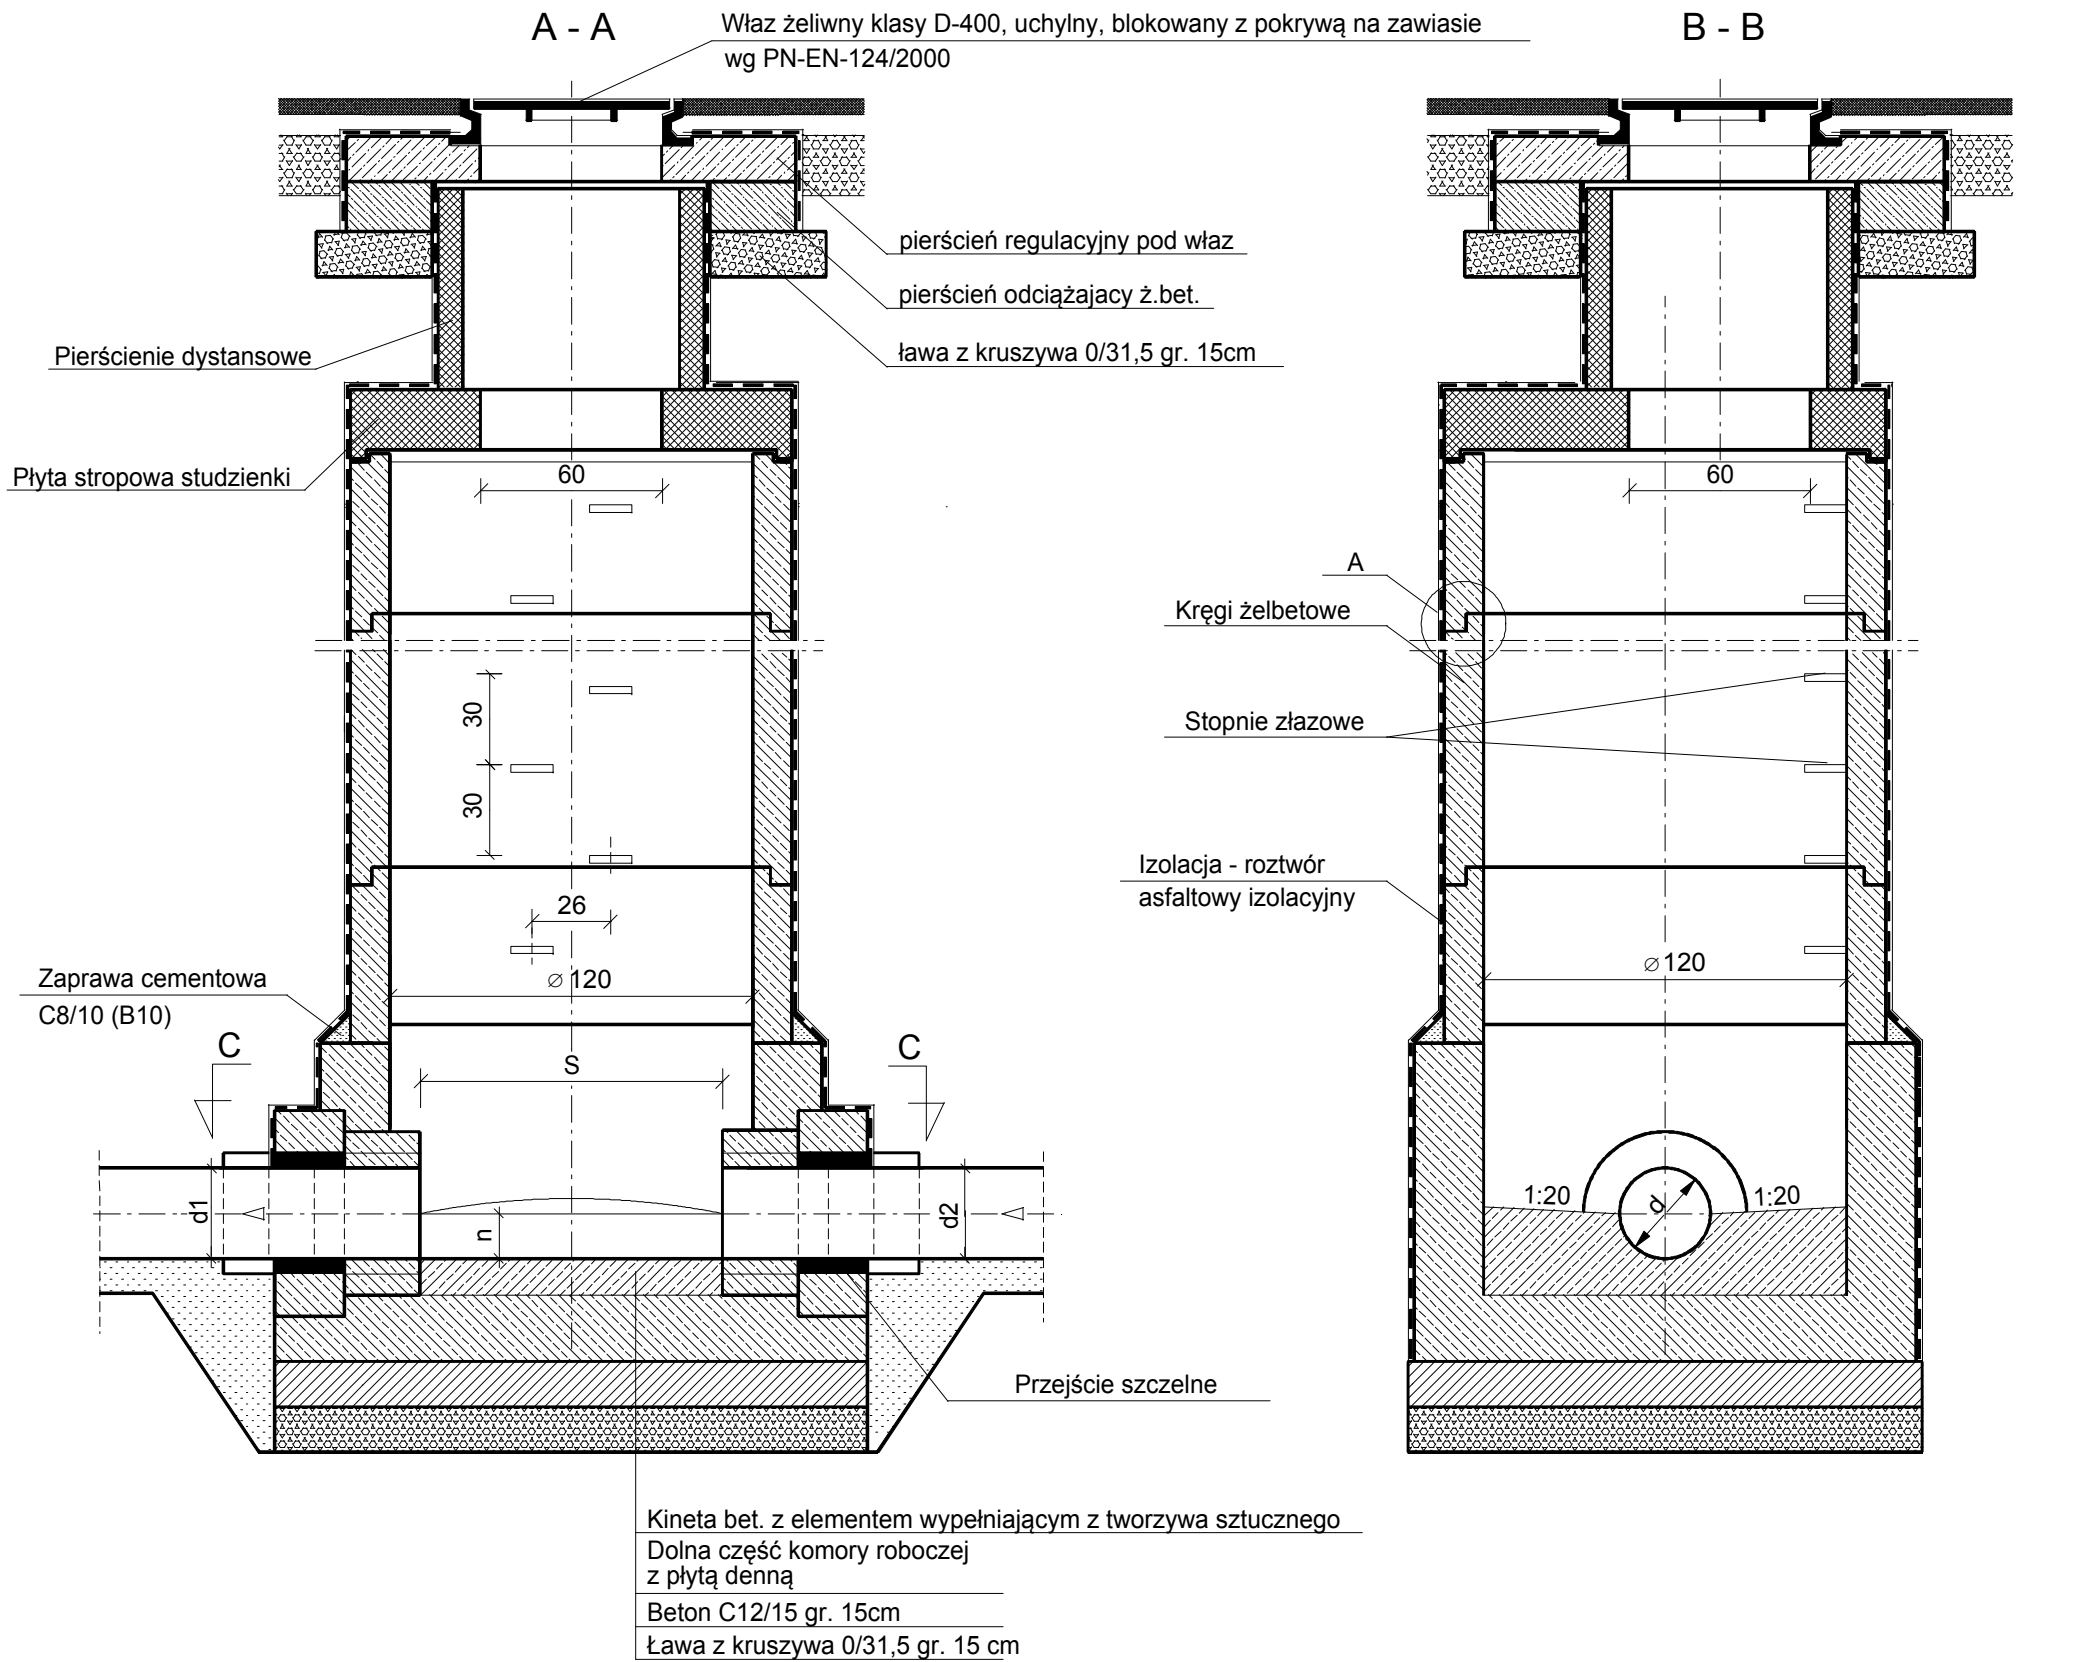 A - A
Właz żeliwny klasy D-400, uchylny, blokowany z pokrywą na zawiasie
wg PN-EN-124/2000
B - B
pierścień regulacyjny pod właz
pierścień odciążajacy ż.bet.
ława z kruszywa 0/31,5 gr. 15cm
Pierścienie dystansowe
Płyta stropowa studzienki
60
60
A
Kręgi żelbetowe
30
30
Stopnie złazowe
Izolacja - roztwór
asfaltowy izolacyjny
26
⌀ 120
⌀ 120
Zaprawa cementowa
C8/10 (B10)
C
C
S
d1
n
d2
1:20
d
1:20
Przejście szczelne
Kineta bet. z elementem wypełniającym z tworzywa sztucznego
Dolna część komory roboczej
z płytą denną
Beton C12/15 gr. 15cm
Ława z kruszywa 0/31,5 gr. 15 cm